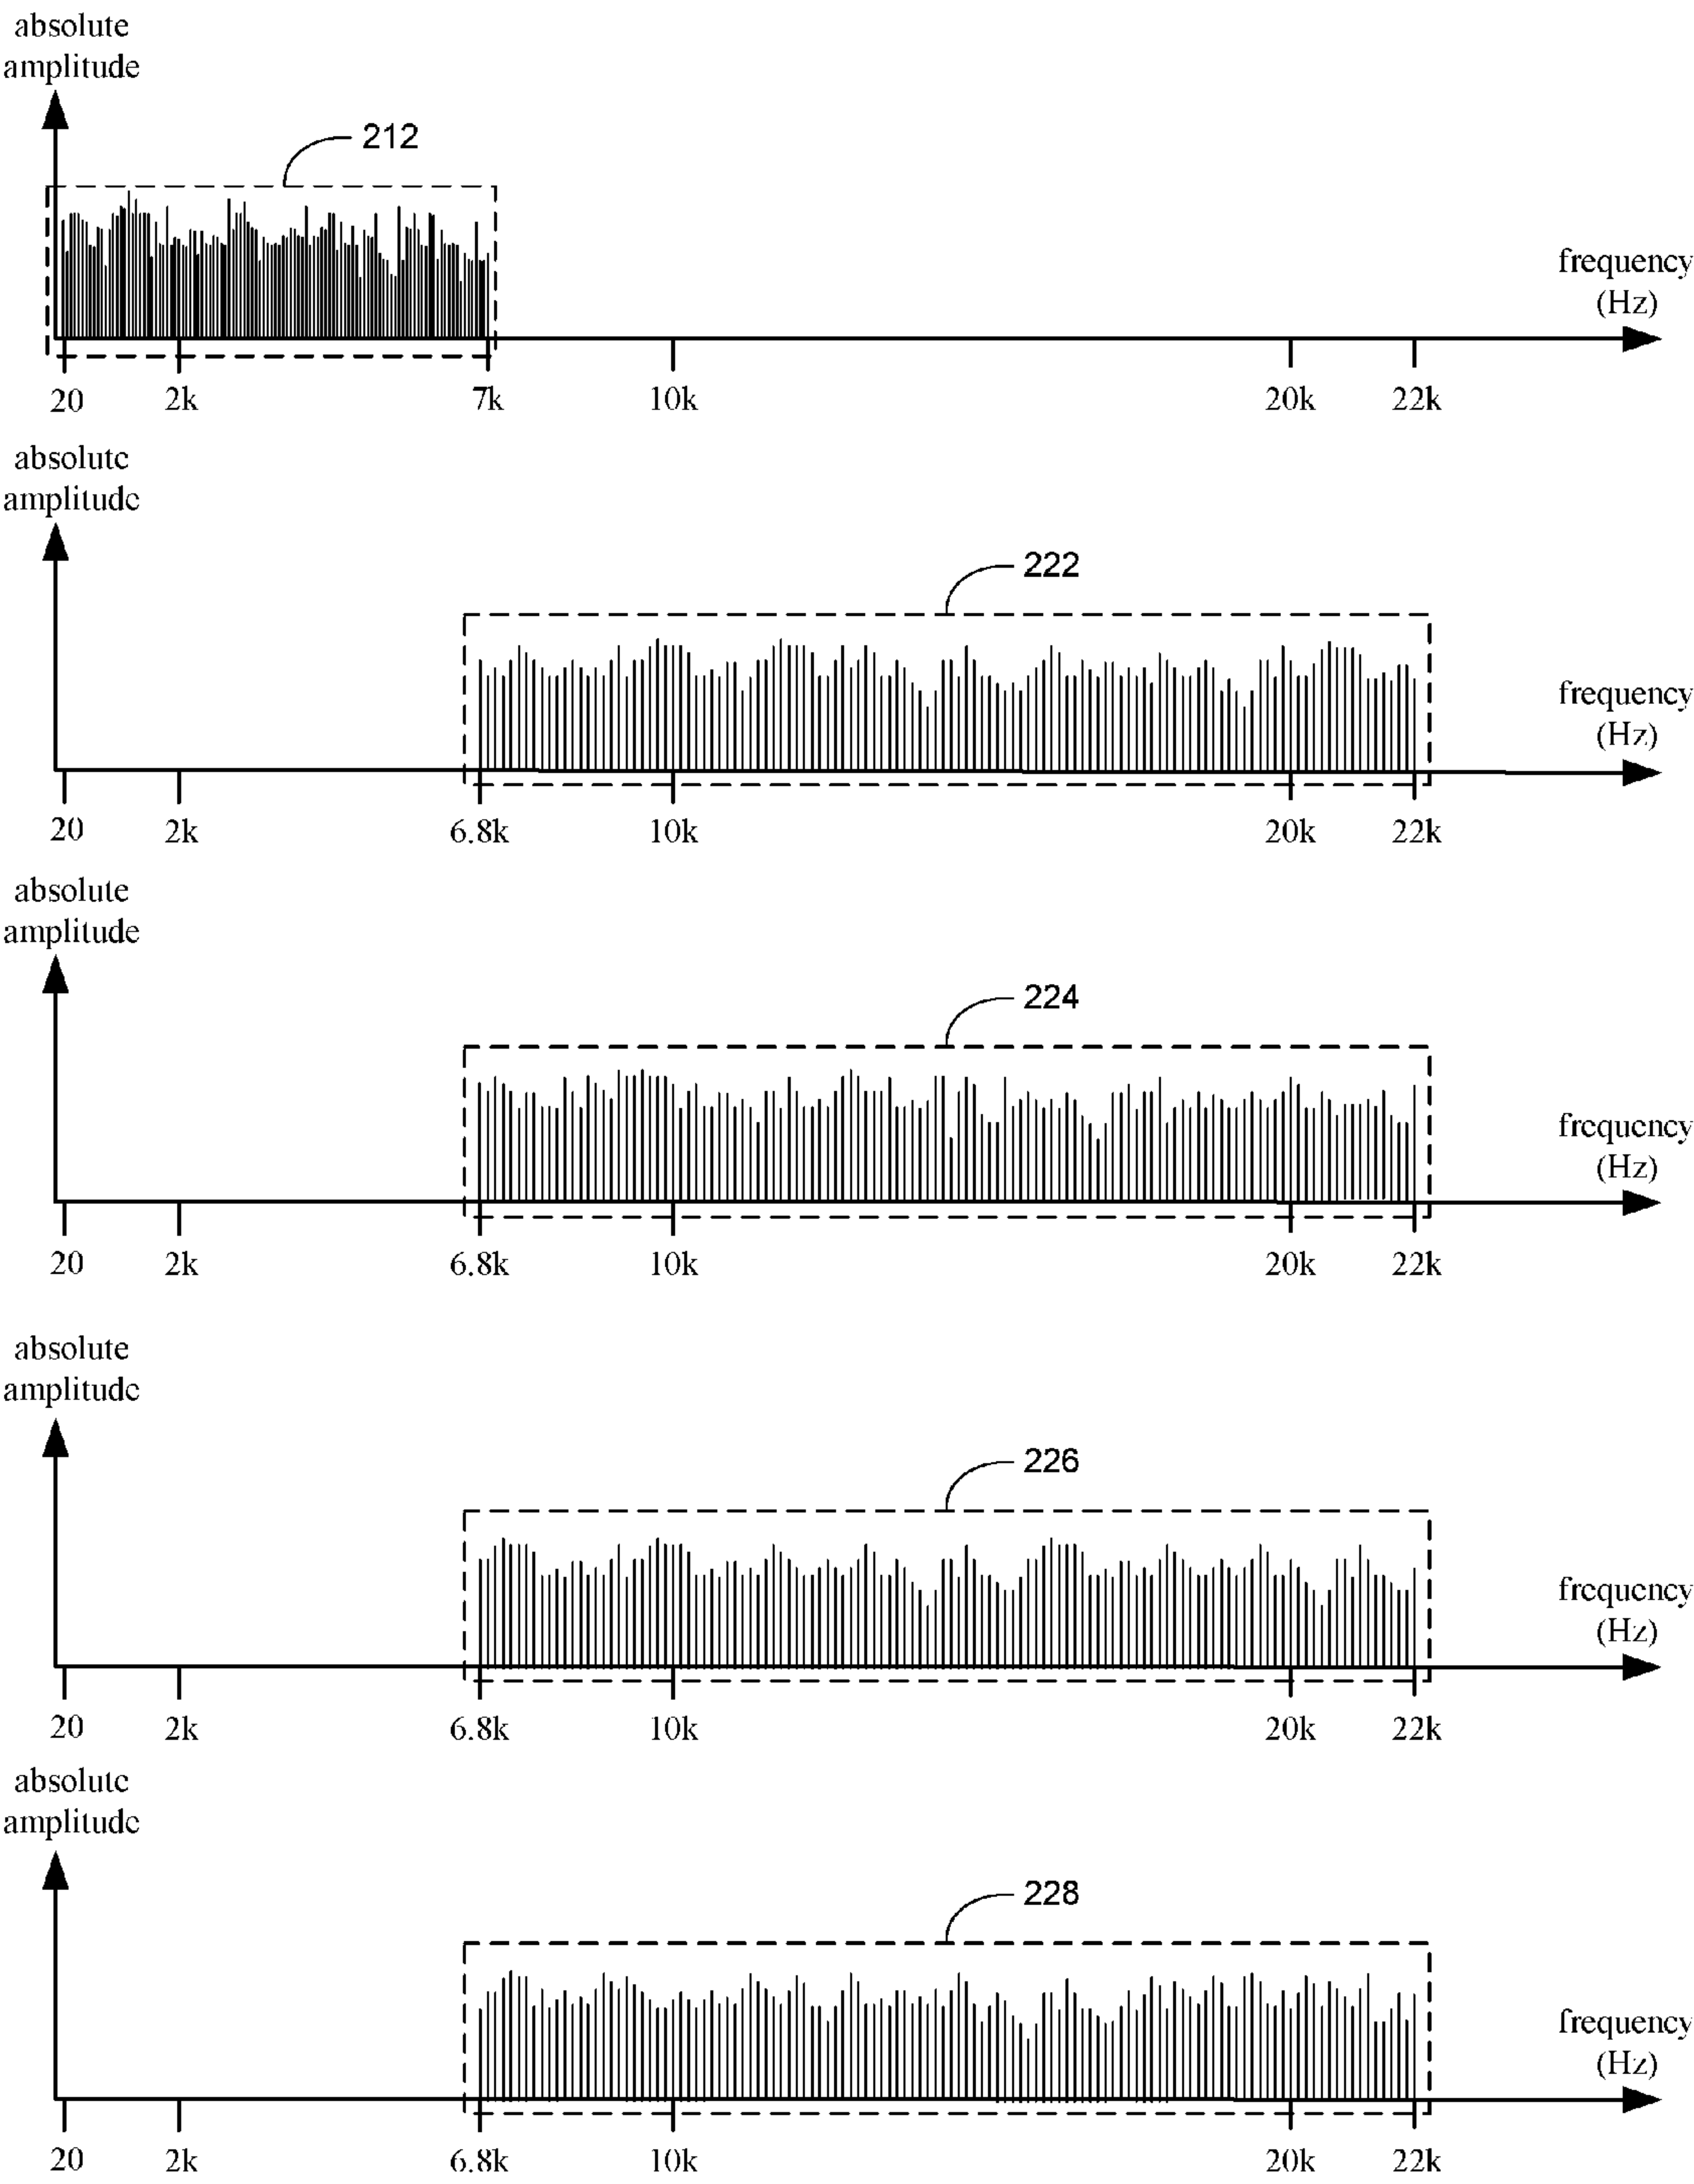 absolute
amplitude
212
frequency
(Hz)
20 2k 7k 10k 20k 22k
absolute
amplitude
222
frequency
(Hz)
20 2k 6.8k 10k 20k 22k
absolute
amplitude
224
frequency
(Hz)
20 2k 6.8k 10k 20k 22k
absolute
amplitude
226
frequency
(Hz)
20 2k 6.8k 10k 20k 22k
absolute
amplitude
228
frequency
(Hz)
20 2k 6.8k 10k 20k 22k